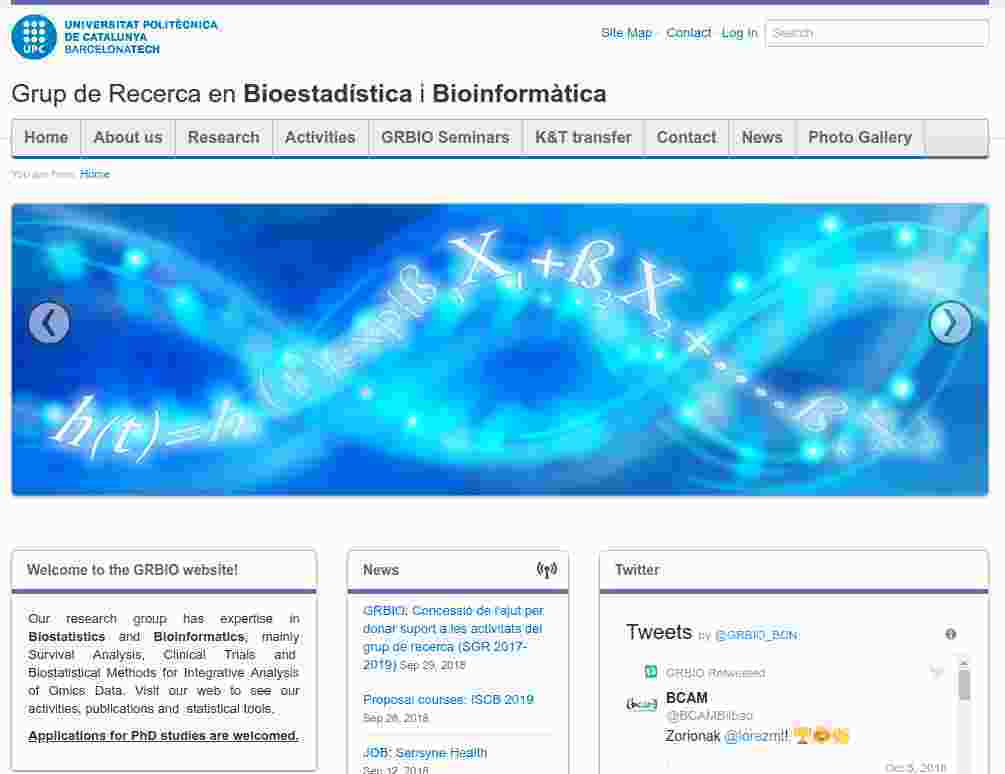 UNIVERSITAT POLITÈCNICA
DE CATALUNYA
BARCELONATECH
UPC
Site Map
Contact
Log In
Search
Grup de Recerca en Bioestadística i Bioinformàtica
Home
About us
Research
Activities
GRBIO Seminars
K&T transfer
Contact
News
Photo Gallery
You are here: Home
h(t)=h
exp(ß₁X₁+ß₂X₂+...
Welcome to the GRBIO website!
Our research group has expertise in
Biostatistics and Bioinformatics, mainly
Survival Analysis, Clinical Trials and
Biostatistical Methods for Integrative Analysis
of Omics Data. Visit our web to see our
activities, publications and statistical tools.
Applications for PhD studies are welcomed.
News
GRBIO: Concessió de l'ajut per
donar suport a les activitats del
grup de recerca (SGR 2017-
2019) Sep 29, 2018
Proposal courses: ISCB 2019
Sep 26, 2018
JOB: Sensyne Health
Sep 12, 2018
Twitter
Tweets by @GRBIO_BCN
GRBIO Retweeted
BCAM
@BCAMBilbao
Zorionak @lorezmt!! 🏆
Oct 5, 2018